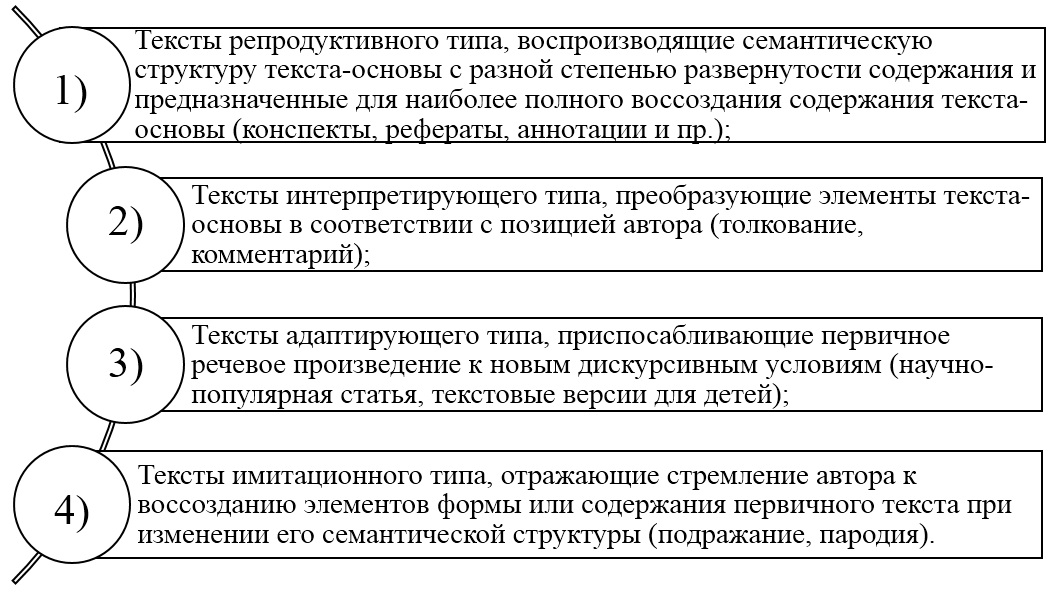 1)
Тексты репродуктивного типа, воспроизводящие семантическую
структуру текста-основы с разной степенью развернутости содержания и
предназначенные для наиболее полного воссоздания содержания текста-
основы (конспекты, рефераты, аннотации и пр.);
2)
Тексты интерпретирующего типа, преобразующие элементы текста-
основы в соответствии с позицией автора (толкование,
комментарий);
3)
Тексты адаптирующего типа, приспосабливающие первичное
речевое произведение к новым дискурсивным условиям (научно-
популярная статья, текстовые версии для детей);
4)
Тексты имитационного типа, отражающие стремление автора к
воссозданию элементов формы или содержания первичного текста при
изменении его семантической структуры (подражание, пародия).